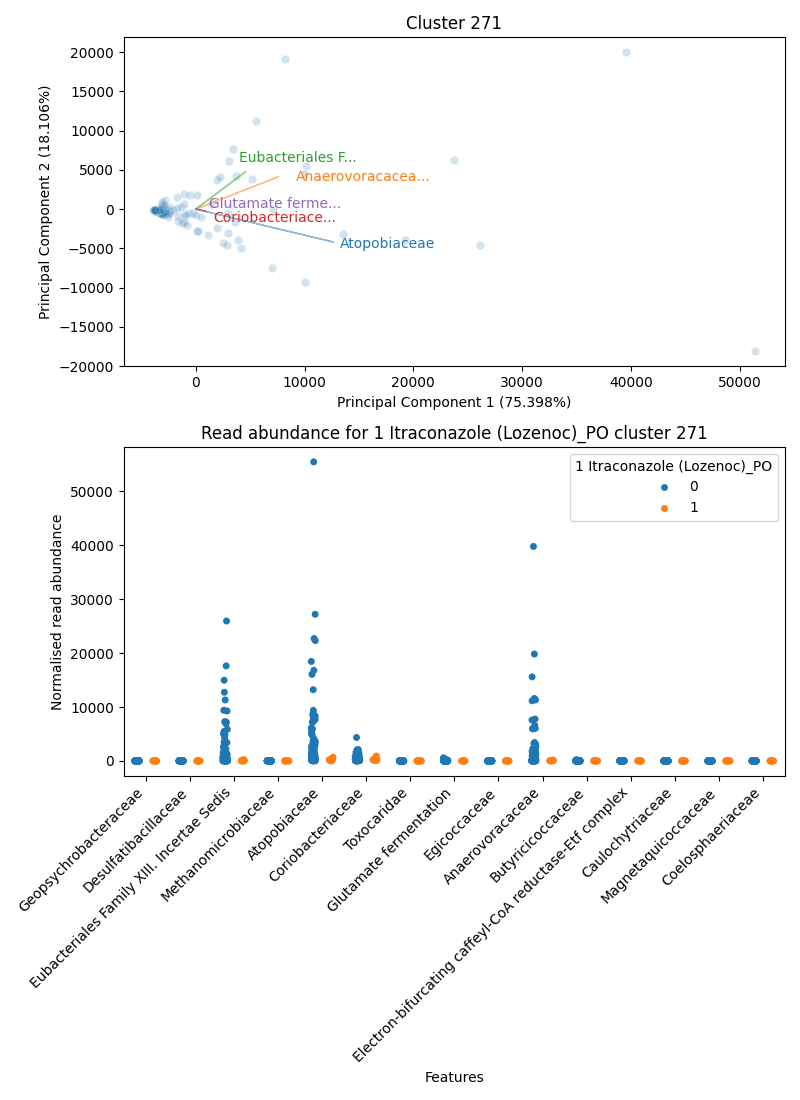 Cluster 271
20000
15000
10000
5000
0
−5000
−10000
−15000
−20000
Principal Component 2 (18.106%)
Eubacteriales F...
Anaerovoracacea...
Glutamate ferme...
Coriobacteriace...
Atopobiaceae
0
10000
20000
30000
40000
50000
Principal Component 1 (75.398%)
Read abundance for 1 Itraconazole (Lozenoc)_PO cluster 271
1 Itraconazole (Lozenoc)_PO
0
1
50000
40000
30000
20000
10000
0
Normalised read abundance
Geopsychrobacteraceae
Desulfatibacillaceae
Eubacteriales Family XIII. Incertae Sedis
Methanomicrobiaceae
Atopobiaceae
Coriobacteriaceae
Toxocaridae
Glutamate fermentation
Egicoccaceae
Anaerovoracaceae
Butyricicoccaceae
Electron-bifurcating caffeyl-CoA reductase-Etf complex
Caulochytriaceae
Magnetaquicoccaceae
Coelosphaeriaceae
Features